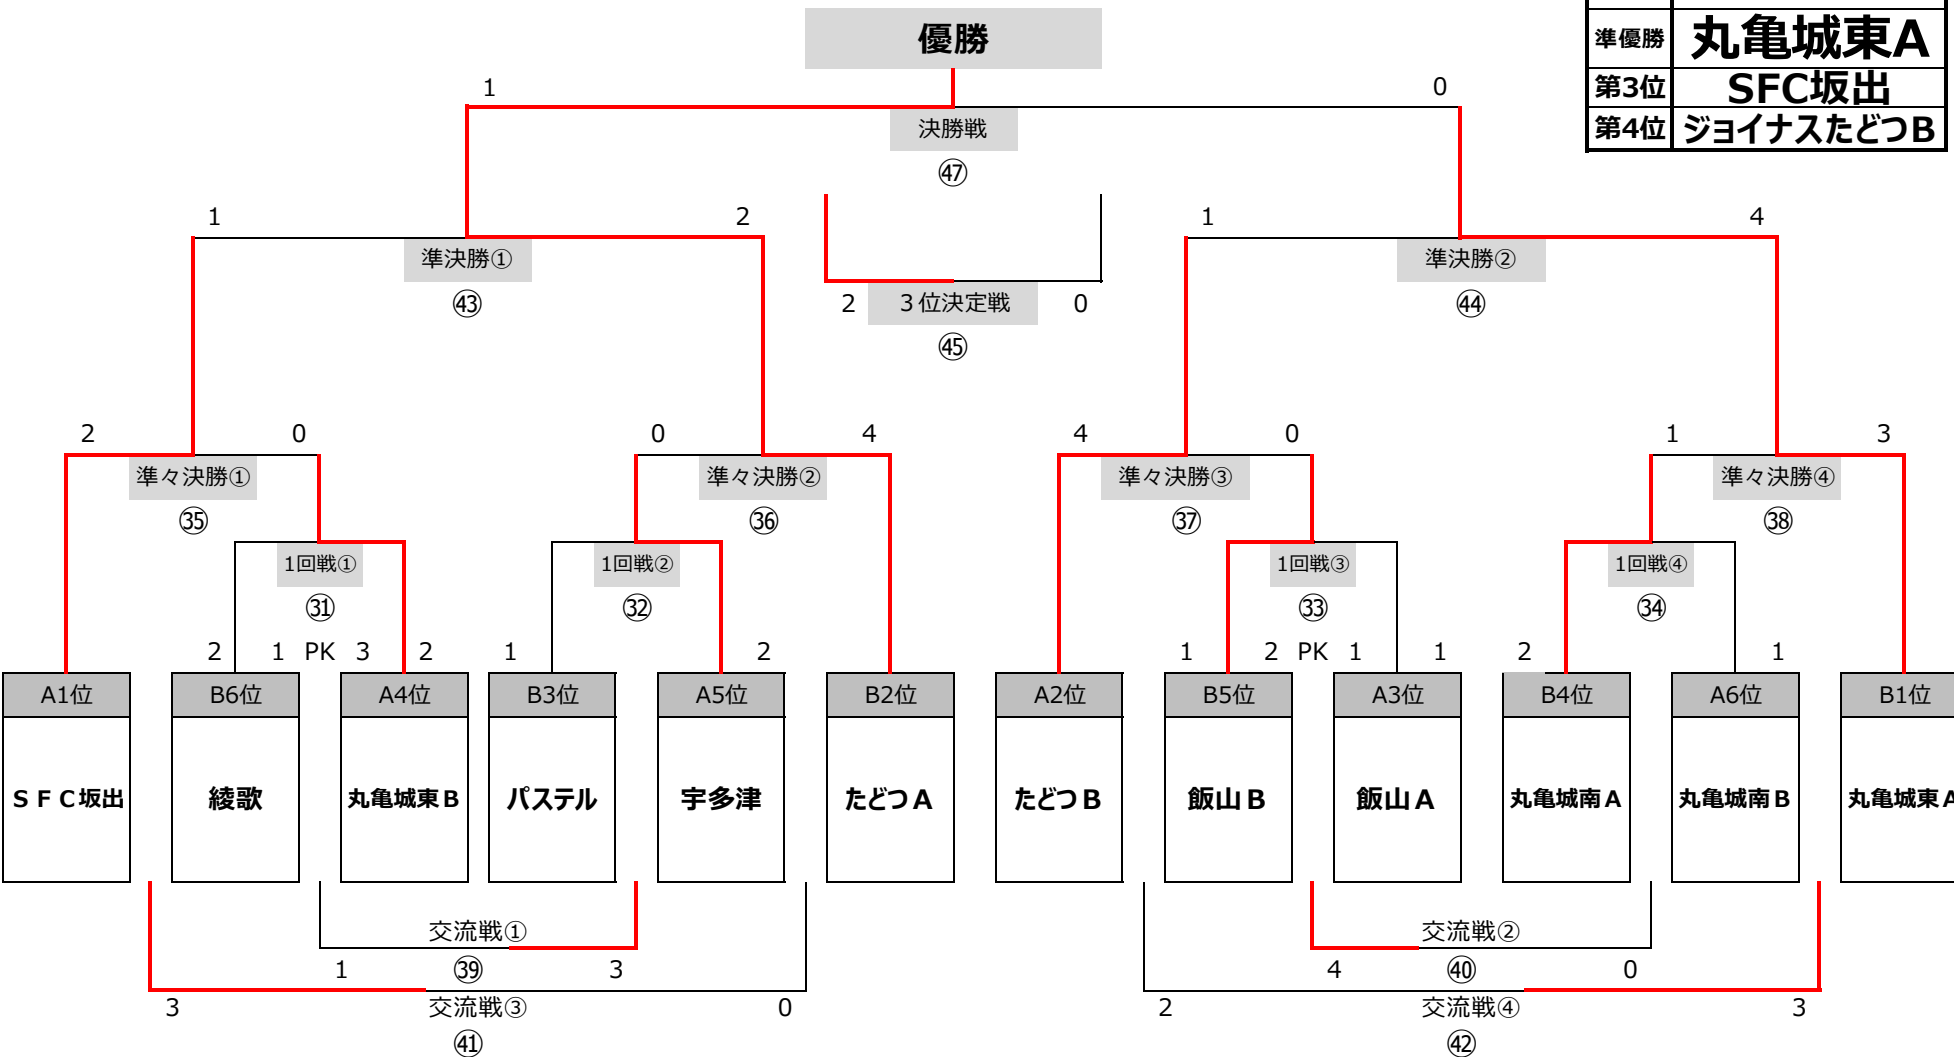 優勝
準優勝 丸亀城東A
第3位 SFC坂出
第4位 ジョイナスたどつB
1 0
決勝戦
㊼
1 2 1 4
準決勝① 準決勝②
㊸ 2 3位決定戦 0 ㊹
㊺
2 0 0 4 4 0 1 3
準々決勝① 準々決勝② 準々決勝③ 準々決勝④
㉟ ㊱ ㊲ ㊳
1回戦① 1回戦② 1回戦③ 1回戦④
㉛ ㉜ ㉝ ㉞
2 1 PK 3 2 1 2 1 2 PK 1 1 2 1
A1位 B6位 A4位 B3位 A5位 B2位 A2位 B5位 A3位 B4位 A6位 B1位
SFC坂出 綾歌 丸亀城東B パステル 宇多津 たどつA たどつB 飯山B 飯山A 丸亀城南A 丸亀城南B 丸亀城東A
交流戦① 交流戦②
1 ㊴ 3 4 ㊵ 0
3 交流戦③ 0 2 交流戦④ 3
㊶ ㊷